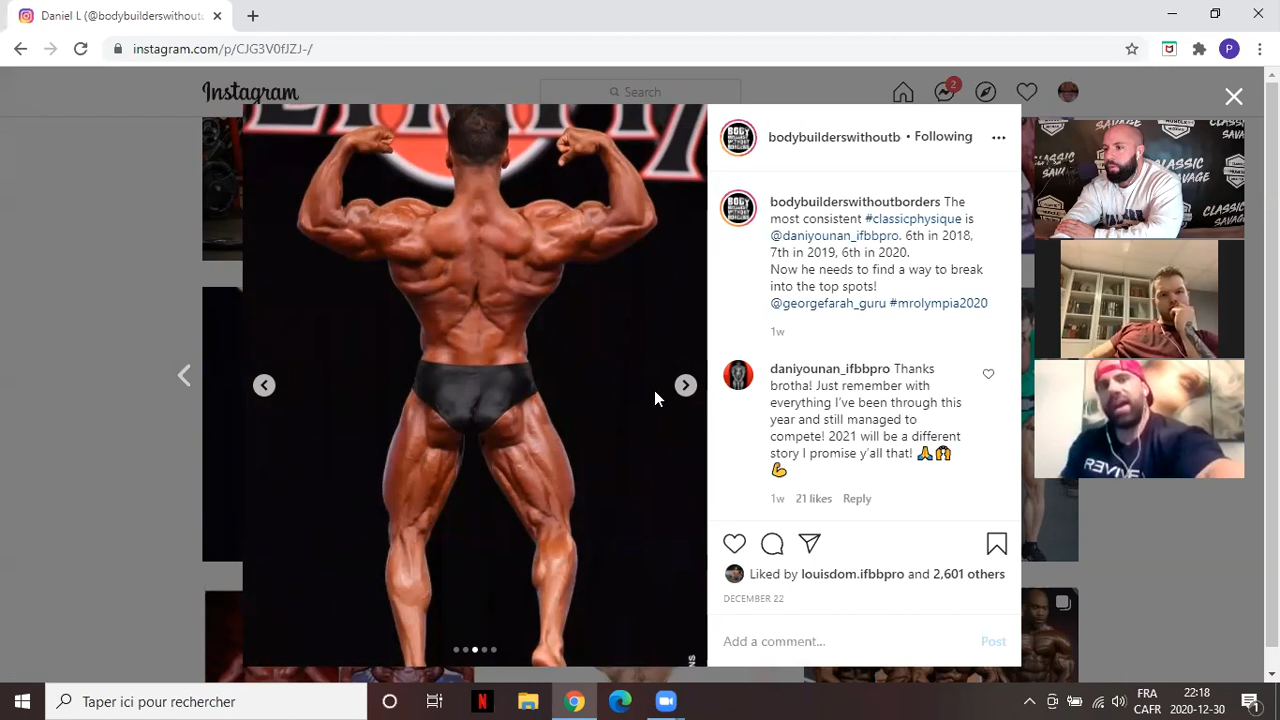 Daniel L (@bodybuilderswithoutb
instagram.com/p/CJG3V0fJZJ-/
P
Instagram
Search
2
bodybuilderswithoutb • Following
bodybuilderswithoutborders The
most consistent #classicphysique is
@daniyounan_ifbbpro. 6th in 2018,
7th in 2019, 6th in 2020.
Now he needs to find a way to break
into the top spots!
@georgefarah_guru #mrolympia2020
1w
daniyounan_ifbbpro Thanks
brotha! Just remember with
everything I've been through this
year and still managed to
compete! 2021 will be a different
story I promise y'all that! 🙏🙌
💪
1w 21 likes Reply
Liked by louisdom.ifbbpro and 2,601 others
DECEMBER 22
Add a comment... Post
BODY
CLASSIC
SAVAGE
REVIVE
Taper ici pour rechercher
FRA
CAFR
22:18
2020-12-30
1